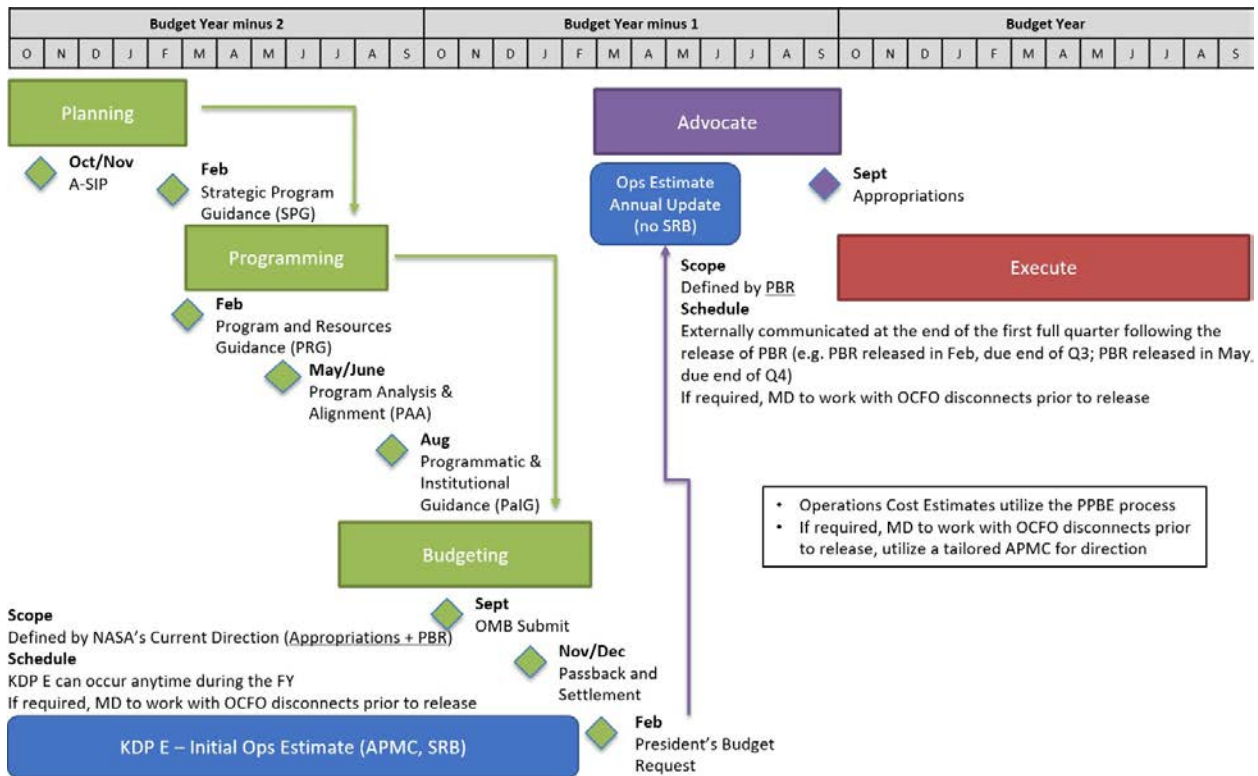 Budget Year minus 2
Budget Year minus 1
Budget Year
O N D J F M A M J J A S O N D J F M A M J J A S O N D J F M A M J J A S
Planning
Oct/Nov
A-SIP
Feb
Strategic Program
Guidance (SPG)
Programming
Feb
Program and Resources
Guidance (PRG)
May/June
Program Analysis &
Alignment (PAA)
Aug
Programmatic &
Institutional
Guidance (PaIG)
Budgeting
Sept
OMB Submit
Nov/Dec
Passback and
Settlement
Feb
President's Budget
Request
Scope
Defined by NASA's Current Direction (Appropriations + PBR)
Schedule
KDP E can occur anytime during the FY
If required, MD to work with OCFO disconnects prior to release
KDP E – Initial Ops Estimate (APMC, SRB)
Advocate
Ops Estimate
Annual Update
(no SRB)
Sept
Appropriations
Execute
Scope
Defined by PBR
Schedule
Externally communicated at the end of the first full quarter following the
release of PBR (e.g. PBR released in Feb, due end of Q3; PBR released in May,
due end of Q4)
If required, MD to work with OCFO disconnects prior to release
• Operations Cost Estimates utilize the PPBE process
• If required, MD to work with OCFO disconnects prior
to release, utilize a tailored APMC for direction